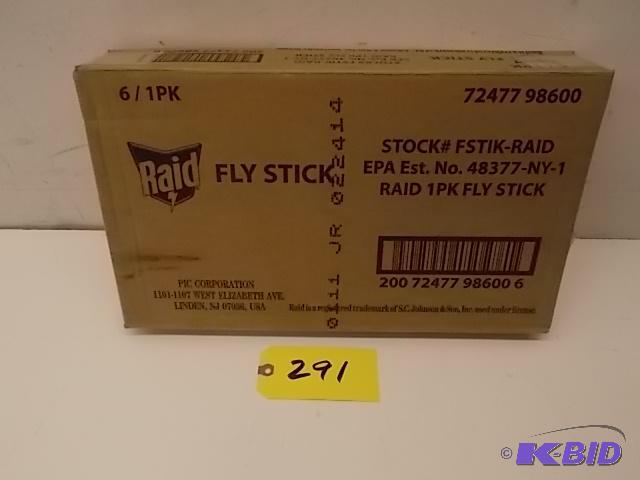 6 / 1PK
72477 98600
Raid
FLY STICK
STOCK# FSTIK-RAID
EPA Est. No. 48377-NY-1
RAID 1PK FLY STICK
0111 JR 022414
200 72477 98600 6
PIC CORPORATION
1101-1107 WEST ELIZABETH AVE.
LINDEN, NJ 07036, USA
Raid is a registered trademark of S.C. Johnson & Son, Inc. used under license.
291
© K-BID